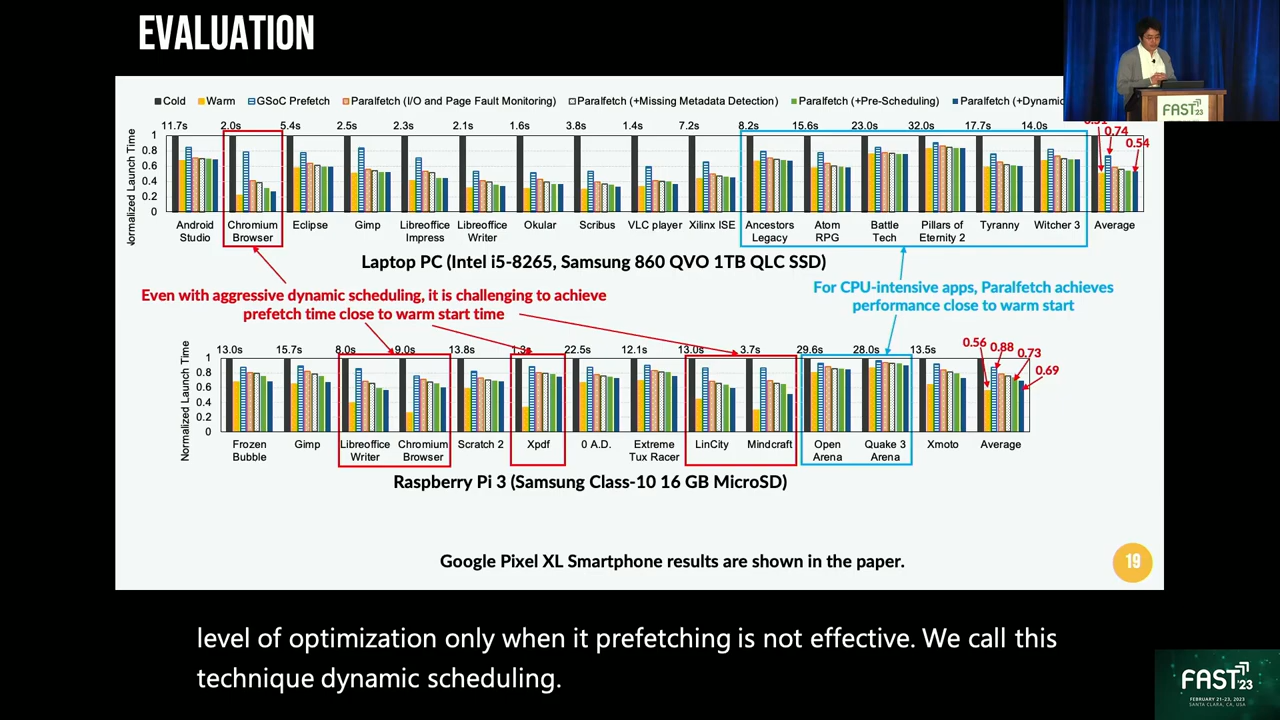 EVALUATION
FAST'23
Cold Warm GSoC Prefetch Paralfetch (I/O and Page Fault Monitoring) Paralfetch (+Missing Metadata Detection) Paralfetch (+Pre-Scheduling) Paralfetch (+Dynamic
11.7s 2.0s 5.4s 2.5s 2.3s 2.1s 1.6s 3.8s 1.4s 7.2s 8.2s 15.6s 23.0s 32.0s 17.7s 14.0s
0.74
0.54
Normalized Launch Time
1
0.8
0.6
0.4
0.2
0
Android Studio
Chromium Browser
Eclipse
Gimp
Libreoffice Impress
Libreoffice Writer
Okular
Scribus
VLC player
Xilinx ISE
Ancestors Legacy
Atom RPG
Battle Tech
Pillars of Eternity 2
Tyranny
Witcher 3
Average
Laptop PC (Intel i5-8265, Samsung 860 QVO 1TB QLC SSD)
Even with aggressive dynamic scheduling, it is challenging to achieve
prefetch time close to warm start time
For CPU-intensive apps, Paralfetch achieves
performance close to warm start
13.0s 15.7s 8.0s 9.0s 13.8s 22.5s 12.1s 13.0s 3.7s 29.6s 28.0s 13.5s
0.56 0.88 0.73
0.69
Normalized Launch Time
1
0.8
0.6
0.4
0.2
0
Frozen Bubble
Gimp
Libreoffice Writer
Chromium Browser
Scratch 2
Xpdf
0 A.D.
Extreme Tux Racer
LinCity
Mindcraft
Open Arena
Quake 3 Arena
Xmoto
Average
Raspberry Pi 3 (Samsung Class-10 16 GB MicroSD)
Google Pixel XL Smartphone results are shown in the paper.
19
level of optimization only when it prefetching is not effective. We call this
technique dynamic scheduling.
FAST'23
FEBRUARY 21–23, 2023
SANTA CLARA, CA, USA